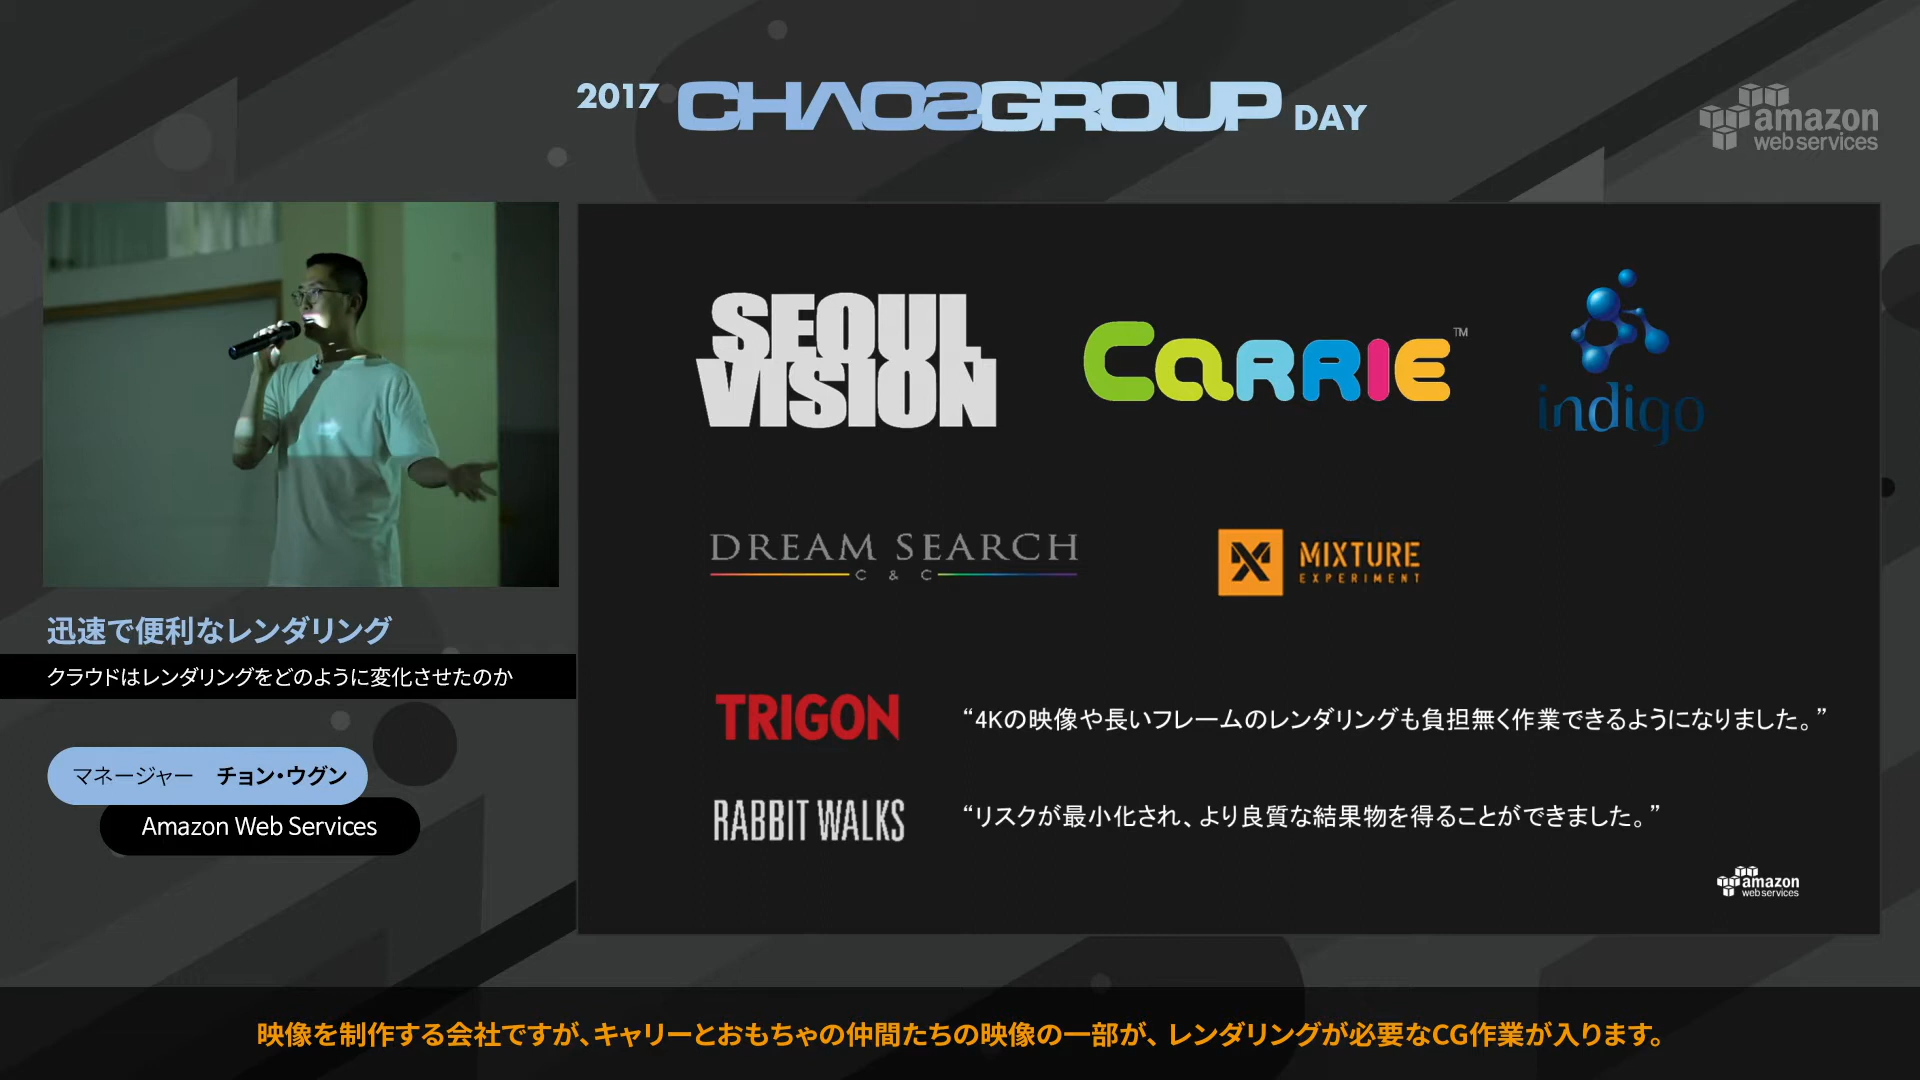 2017 CHAOSGROUP DAY
amazon
web services
SEOUL
VISION
CaRRIE™
indigo
DREAM SEARCH
C & C
MIXTURE
EXPERIMENT
TRIGON
“4Kの映像や長いフレームのレンダリングも負担無く作業できるようになりました。”
RABBIT WALKS
“リスクが最小化され、より良質な結果物を得ることができました。”
amazon
web services
迅速で便利なレンダリング
クラウドはレンダリングをどのように変化させたのか
マネージャー チョン・ウグン
Amazon Web Services
映像を制作する会社ですが、キャリーとおもちゃの仲間たちの映像の一部が、レンダリングが必要なCG作業が入ります。